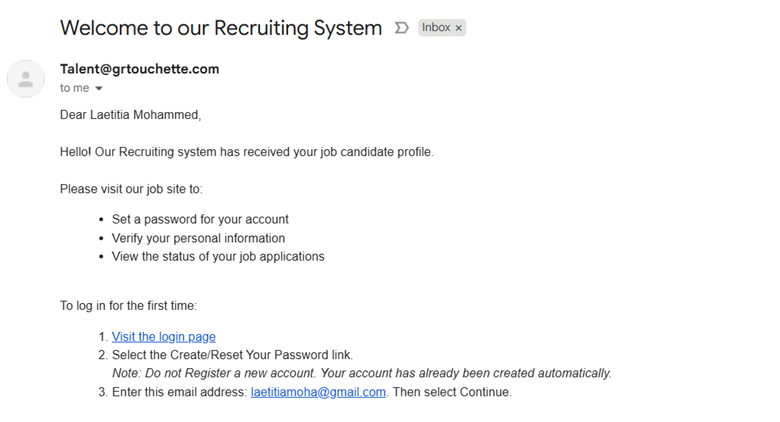 Welcome to our Recruiting System
Inbox ×
Talent@grtouchette.com
to me
Dear Laetitia Mohammed,
Hello! Our Recruiting system has received your job candidate profile.
Please visit our job site to:
• Set a password for your account
• Verify your personal information
• View the status of your job applications
To log in for the first time:
1. Visit the login page
2. Select the Create/Reset Your Password link.
Note: Do not Register a new account. Your account has already been created automatically.
3. Enter this email address: laetitiamoha@gmail.com. Then select Continue.